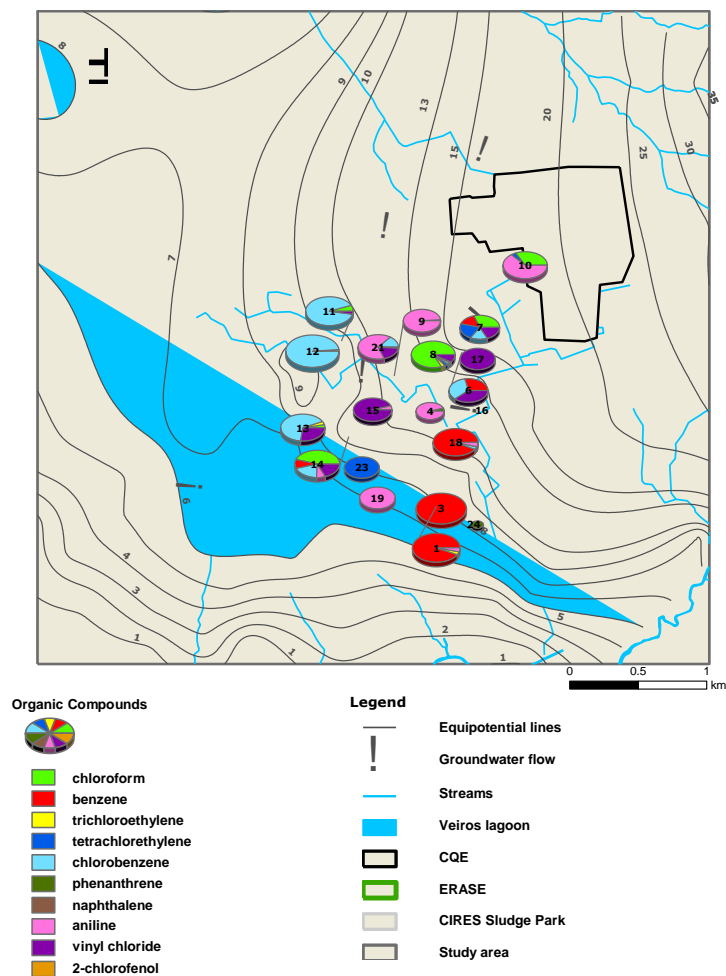 8
9
10
13
15
20
25
30
35
7
10
11
9
7
12
21
8
17
6
15
4
16
13
18
14
23
19
3
24
8
1
6
6
4
3
1
1
2
1
5
0 0.5 1
km
Organic Compounds
chloroform
benzene
trichloroethylene
tetrachlorethylene
chlorobenzene
phenanthrene
naphthalene
aniline
vinyl chloride
2-chlorofenol
Legend
Equipotential lines
! Groundwater flow
Streams
Veiros lagoon
CQE
ERASE
CIRES Sludge Park
Study area